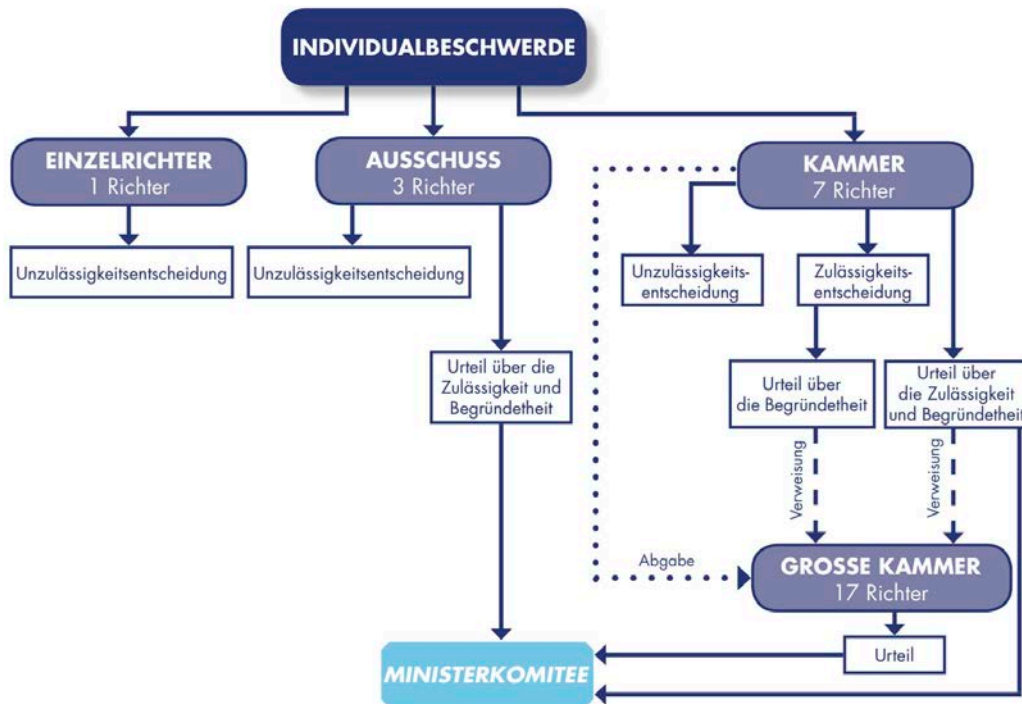 INDIVIDUALBESCHWERDE
EINZELRICHTER
1 Richter
AUSSCHUSS
3 Richter
KAMMER
7 Richter
Unzulässigkeitsentscheidung
Unzulässigkeitsentscheidung
Unzulässigkeits-
entscheidung
Zulässigkeits-
entscheidung
Urteil über die
Zulässigkeit und
Begründetheit
Urteil über
die Begründetheit
Urteil über
die Zulässigkeit
und Begründetheit
Verweisung
Verweisung
Abgabe
GROSSE KAMMER
17 Richter
Urteil
MINISTERKOMITEE